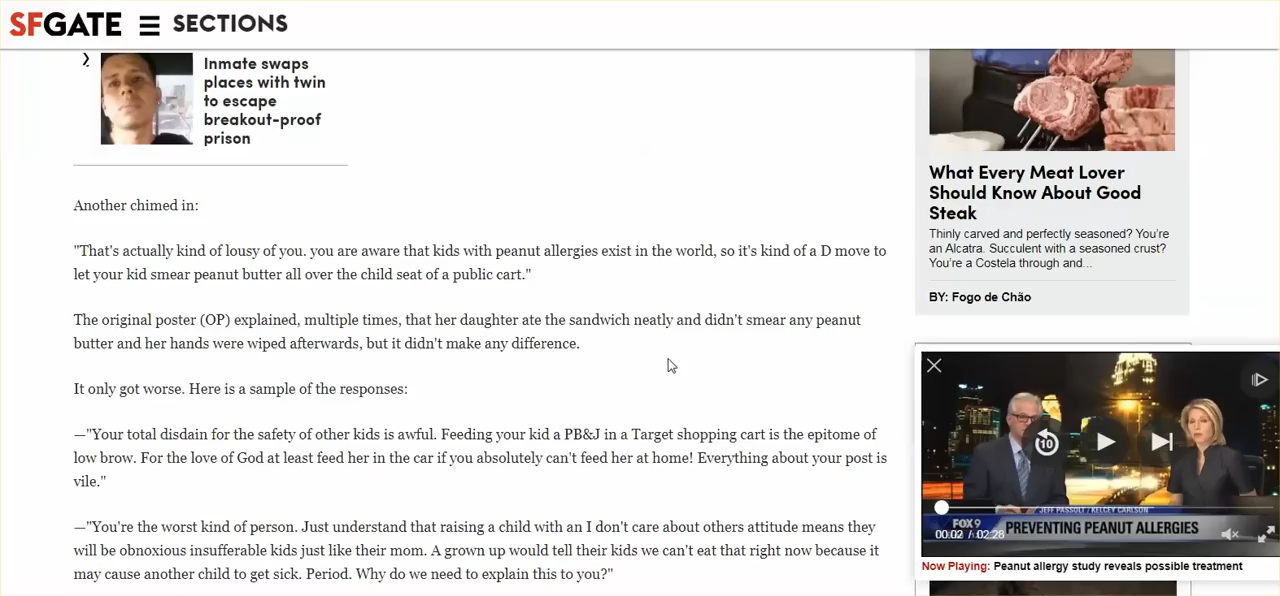 SFGATE SECTIONS
Inmate swaps
places with twin
to escape
breakout-proof
prison
Another chimed in:
"That's actually kind of lousy of you. you are aware that kids with peanut allergies exist in the world, so it's kind of a D move to
let your kid smear peanut butter all over the child seat of a public cart."
The original poster (OP) explained, multiple times, that her daughter ate the sandwich neatly and didn't smear any peanut
butter and her hands were wiped afterwards, but it didn't make any difference.
It only got worse. Here is a sample of the responses:
—"Your total disdain for the safety of other kids is awful. Feeding your kid a PB&J in a Target shopping cart is the epitome of
low brow. For the love of God at least feed her in the car if you absolutely can't feed her at home! Everything about your post is
vile."
—"You're the worst kind of person. Just understand that raising a child with an I don't care about others attitude means they
will be obnoxious insufferable kids just like their mom. A grown up would tell their kids we can't eat that right now because it
may cause another child to get sick. Period. Why do we need to explain this to you?"
What Every Meat Lover
Should Know About Good
Steak
Thinly carved and perfectly seasoned? You're
an Alcatra. Succulent with a seasoned crust?
You're a Costela through and...
BY: Fogo de Chão
10
JEFF PASSOLT / KELCEY CARLSON
FOX 9
PREVENTING PEANUT ALLERGIES
00:02 / 02:28
Now Playing: Peanut allergy study reveals possible treatment